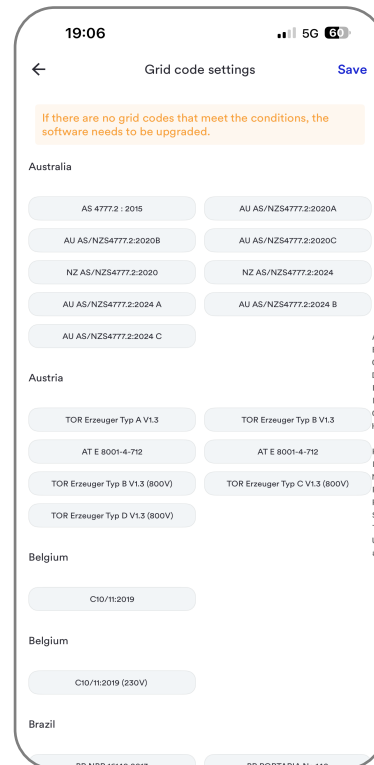 19:06
5G 60
Grid code settings
Save
If there are no grid codes that meet the conditions, the
software needs to be upgraded.
Australia
AS 4777.2 : 2015
AU AS/NZS4777.2:2020A
AU AS/NZS4777.2:2020B
AU AS/NZS4777.2:2020C
NZ AS/NZS4777.2:2020
NZ AS/NZS4777.2:2024
AU AS/NZS4777.2:2024 A
AU AS/NZS4777.2:2024 B
AU AS/NZS4777.2:2024 C
Austria
TOR Erzeuger Typ A V1.3
TOR Erzeuger Typ B V1.3
AT E 8001-4-712
AT E 8001-4-712
TOR Erzeuger Typ B V1.3 (800V)
TOR Erzeuger Typ C V1.3 (800V)
TOR Erzeuger Typ D V1.3 (800V)
Belgium
C10/11:2019
Belgium
C10/11:2019 (230V)
Brazil